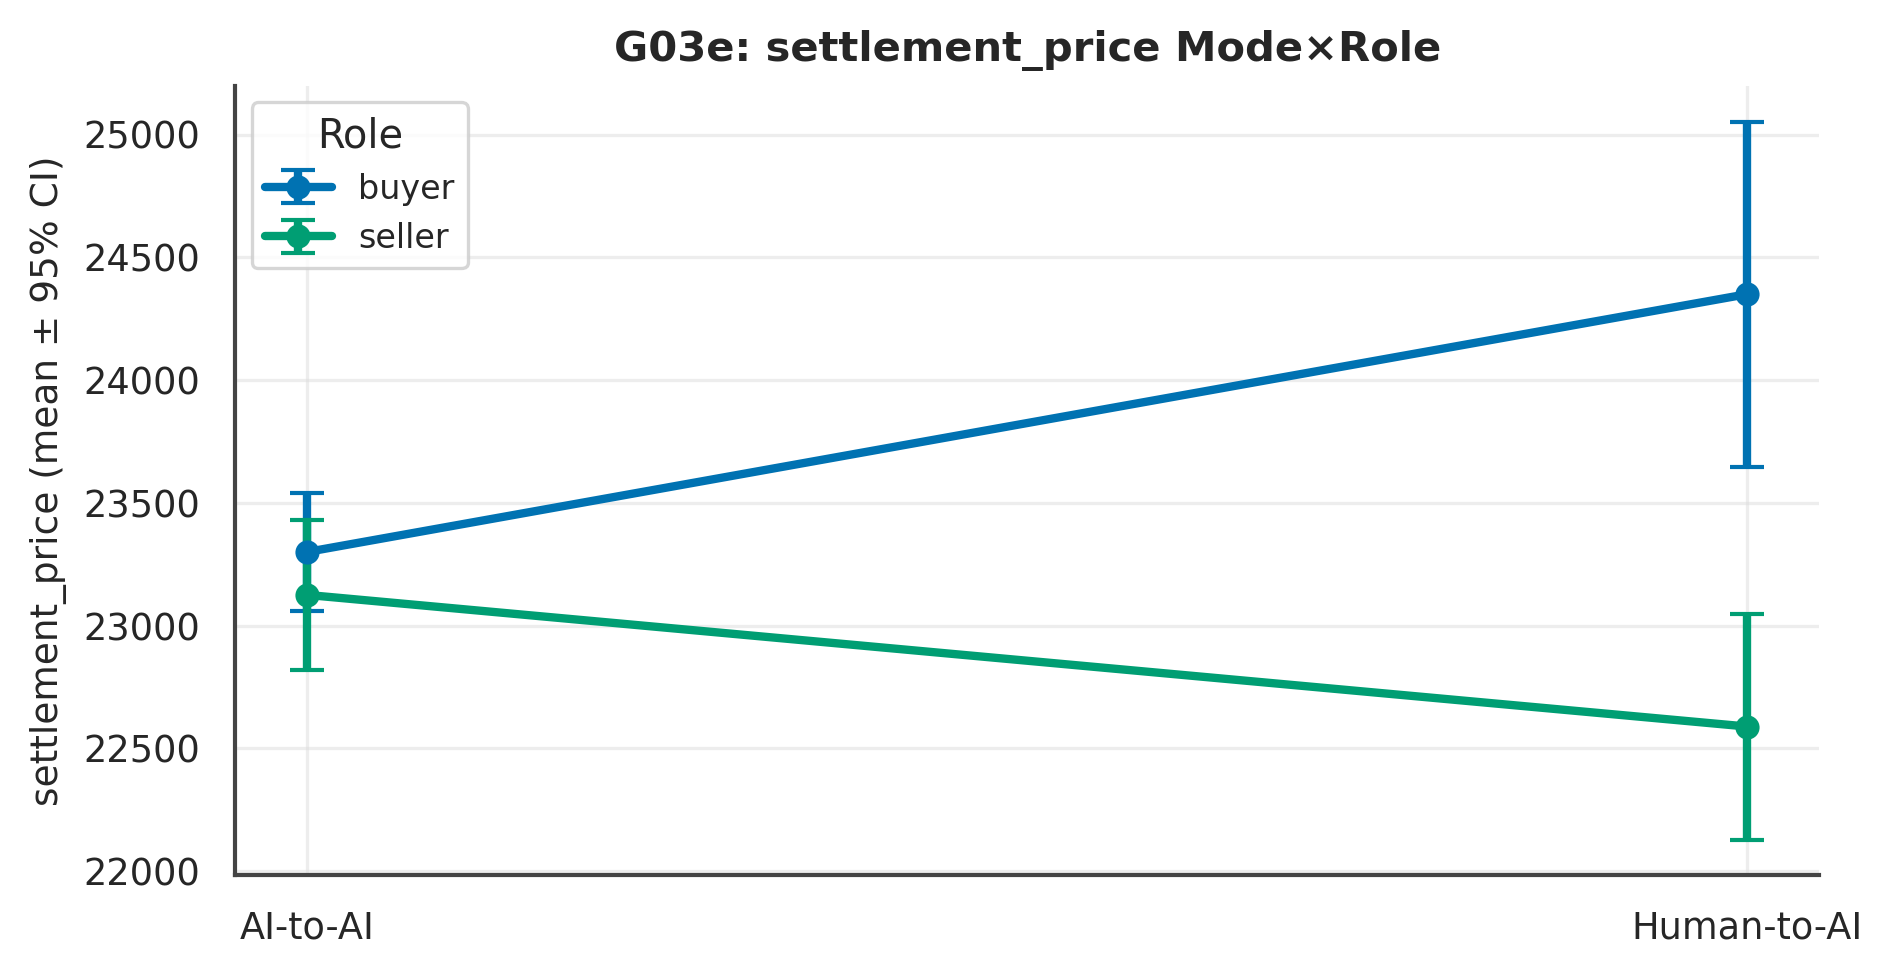 G03e: settlement_price Mode×Role
settlement_price (mean ± 95% CI)
25000
24500
24000
23500
23000
22500
22000
Role
buyer
seller
AI-to-AI
Human-to-AI